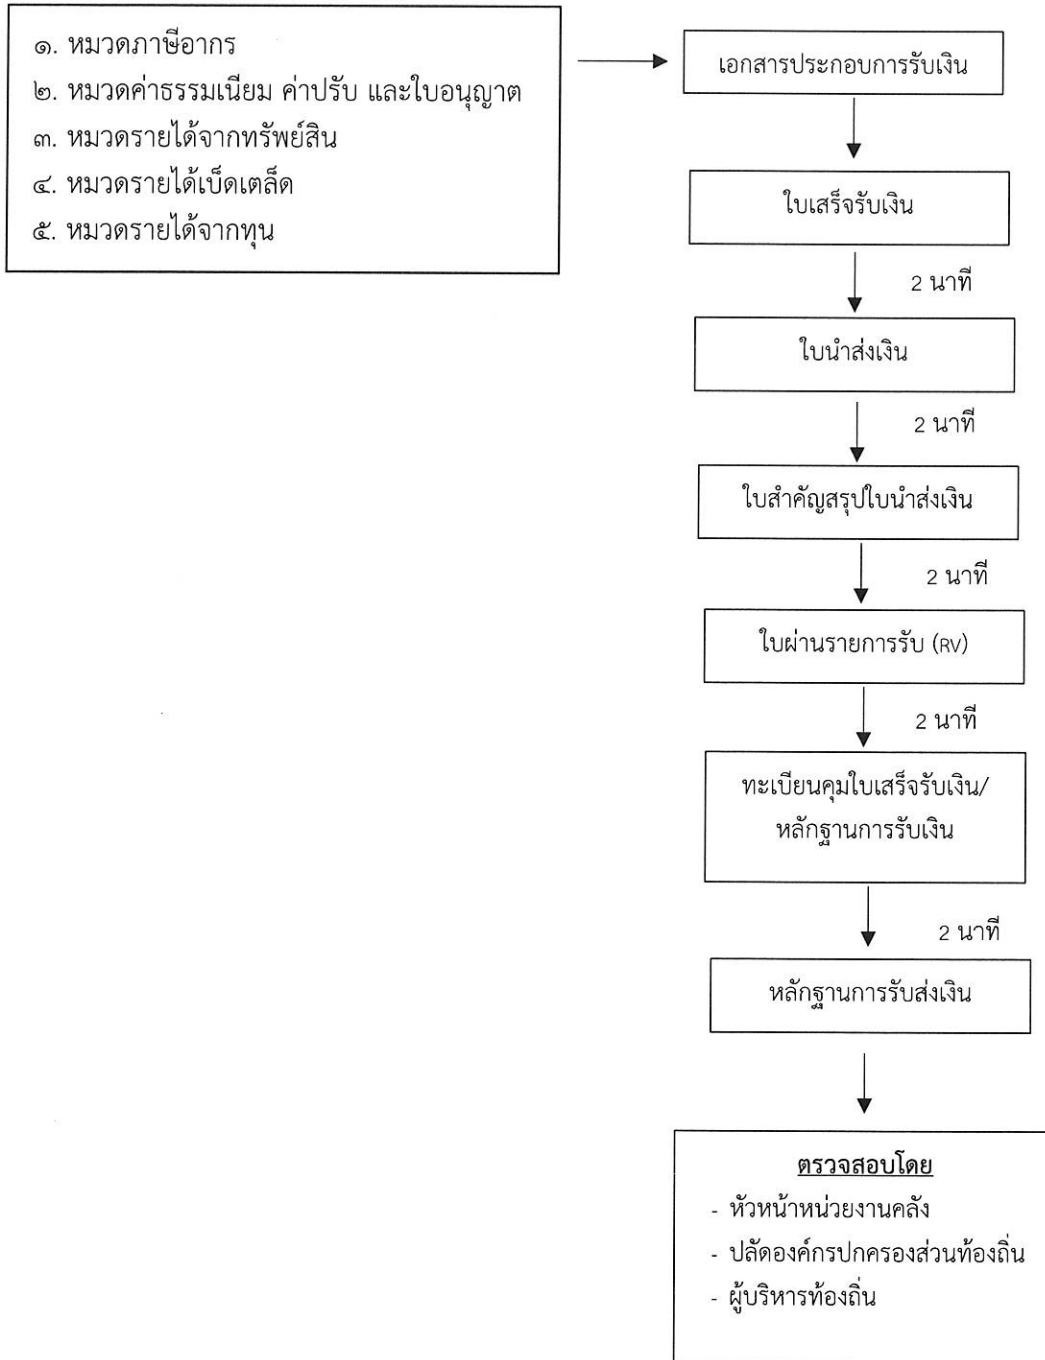 ๑. หมวดภาษีอากร
๒. หมวดค่าธรรมเนียม ค่าปรับ และใบอนุญาต
๓. หมวดรายได้จากทรัพย์สิน
๔. หมวดรายได้เบ็ดเตล็ด
๕. หมวดรายได้จากทุน
เอกสารประกอบการรับเงิน
ใบเสร็จรับเงิน
2 นาที
ใบนำส่งเงิน
2 นาที
ใบสำคัญสรุปใบนำส่งเงิน
2 นาที
ใบผ่านรายการรับ (RV)
2 นาที
ทะเบียนคุมใบเสร็จรับเงิน/
หลักฐานการรับเงิน
2 นาที
หลักฐานการรับส่งเงิน
ตรวจสอบโดย
- หัวหน้าหน่วยงานคลัง
- ปลัดองค์กรปกครองส่วนท้องถิ่น
- ผู้บริหารท้องถิ่น